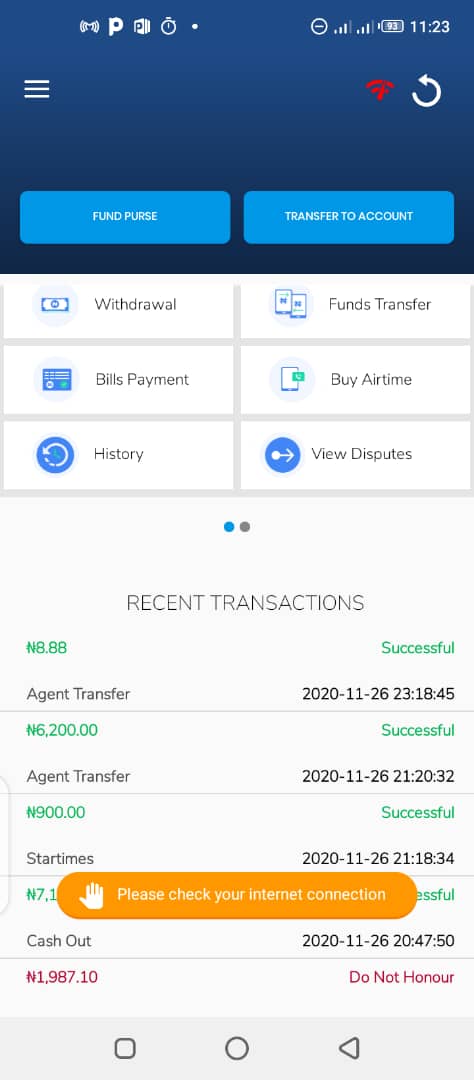 93 11:23
FUND PURSE TRANSFER TO ACCOUNT
Withdrawal Funds Transfer
Bills Payment Buy Airtime
History View Disputes
RECENT TRANSACTIONS
₦8.88 Successful
Agent Transfer 2020-11-26 23:18:45
₦6,200.00 Successful
Agent Transfer 2020-11-26 21:20:32
₦900.00 Successful
Startimes 2020-11-26 21:18:34
₦7,1 Please check your internet connection essful
Cash Out 2020-11-26 20:47:50
₦1,987.10 Do Not Honour